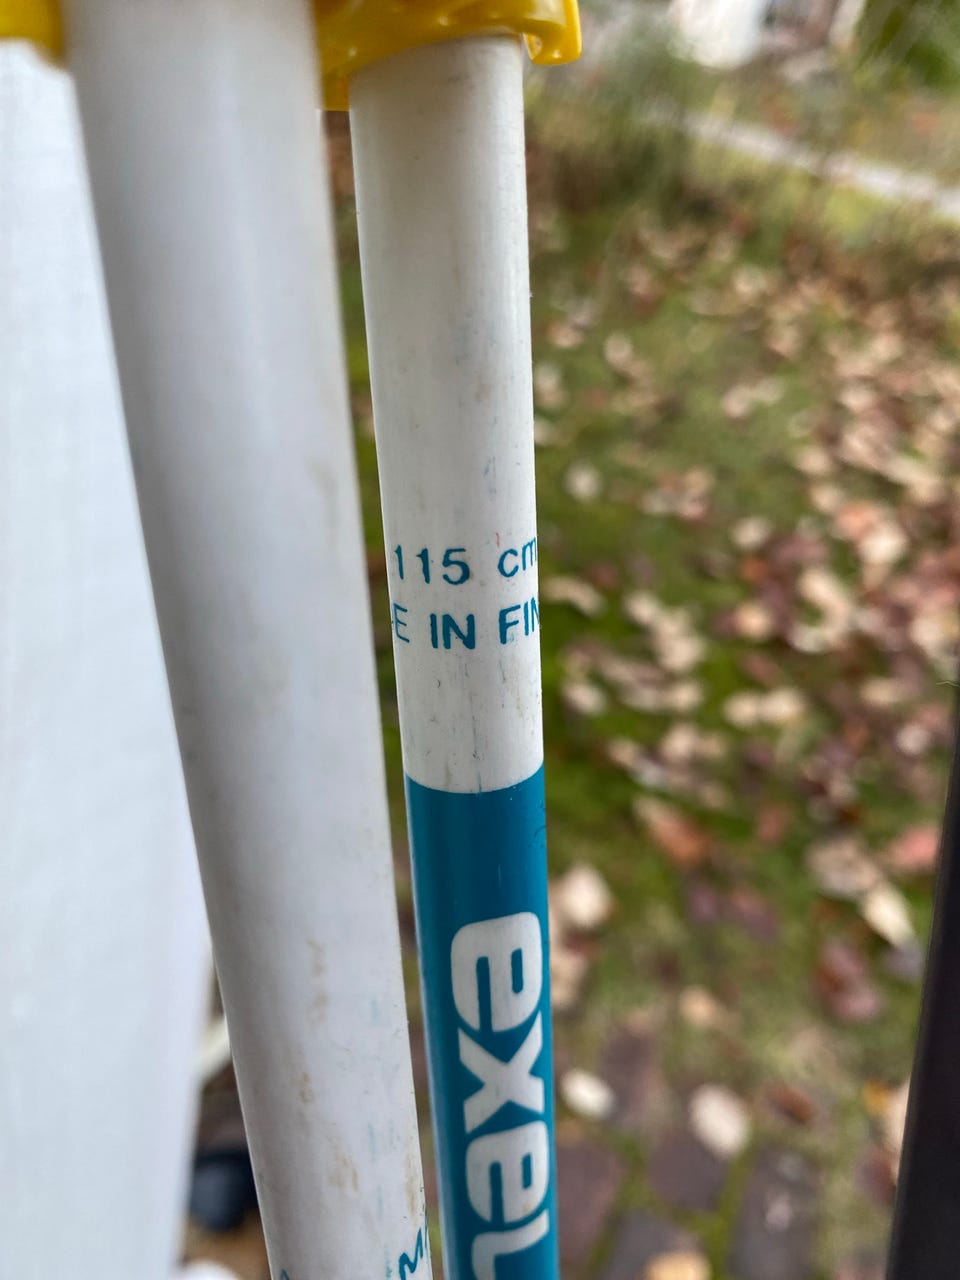 115 cm
E IN FIN
exel